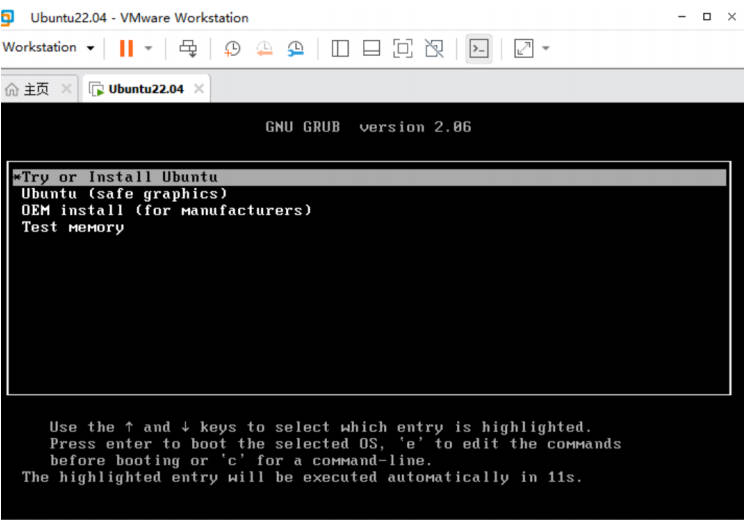 Ubuntu22.04 - VMware Workstation
Workstation
主页
Ubuntu22.04
GNU GRUB version 2.06
*Try or Install Ubuntu
Ubuntu (safe graphics)
OEM install (for manufacturers)
Test memory
Use the ↑ and ↓ keys to select which entry is highlighted.
Press enter to boot the selected OS, 'e' to edit the commands
before booting or 'c' for a command-line.
The highlighted entry will be executed automatically in 11s.